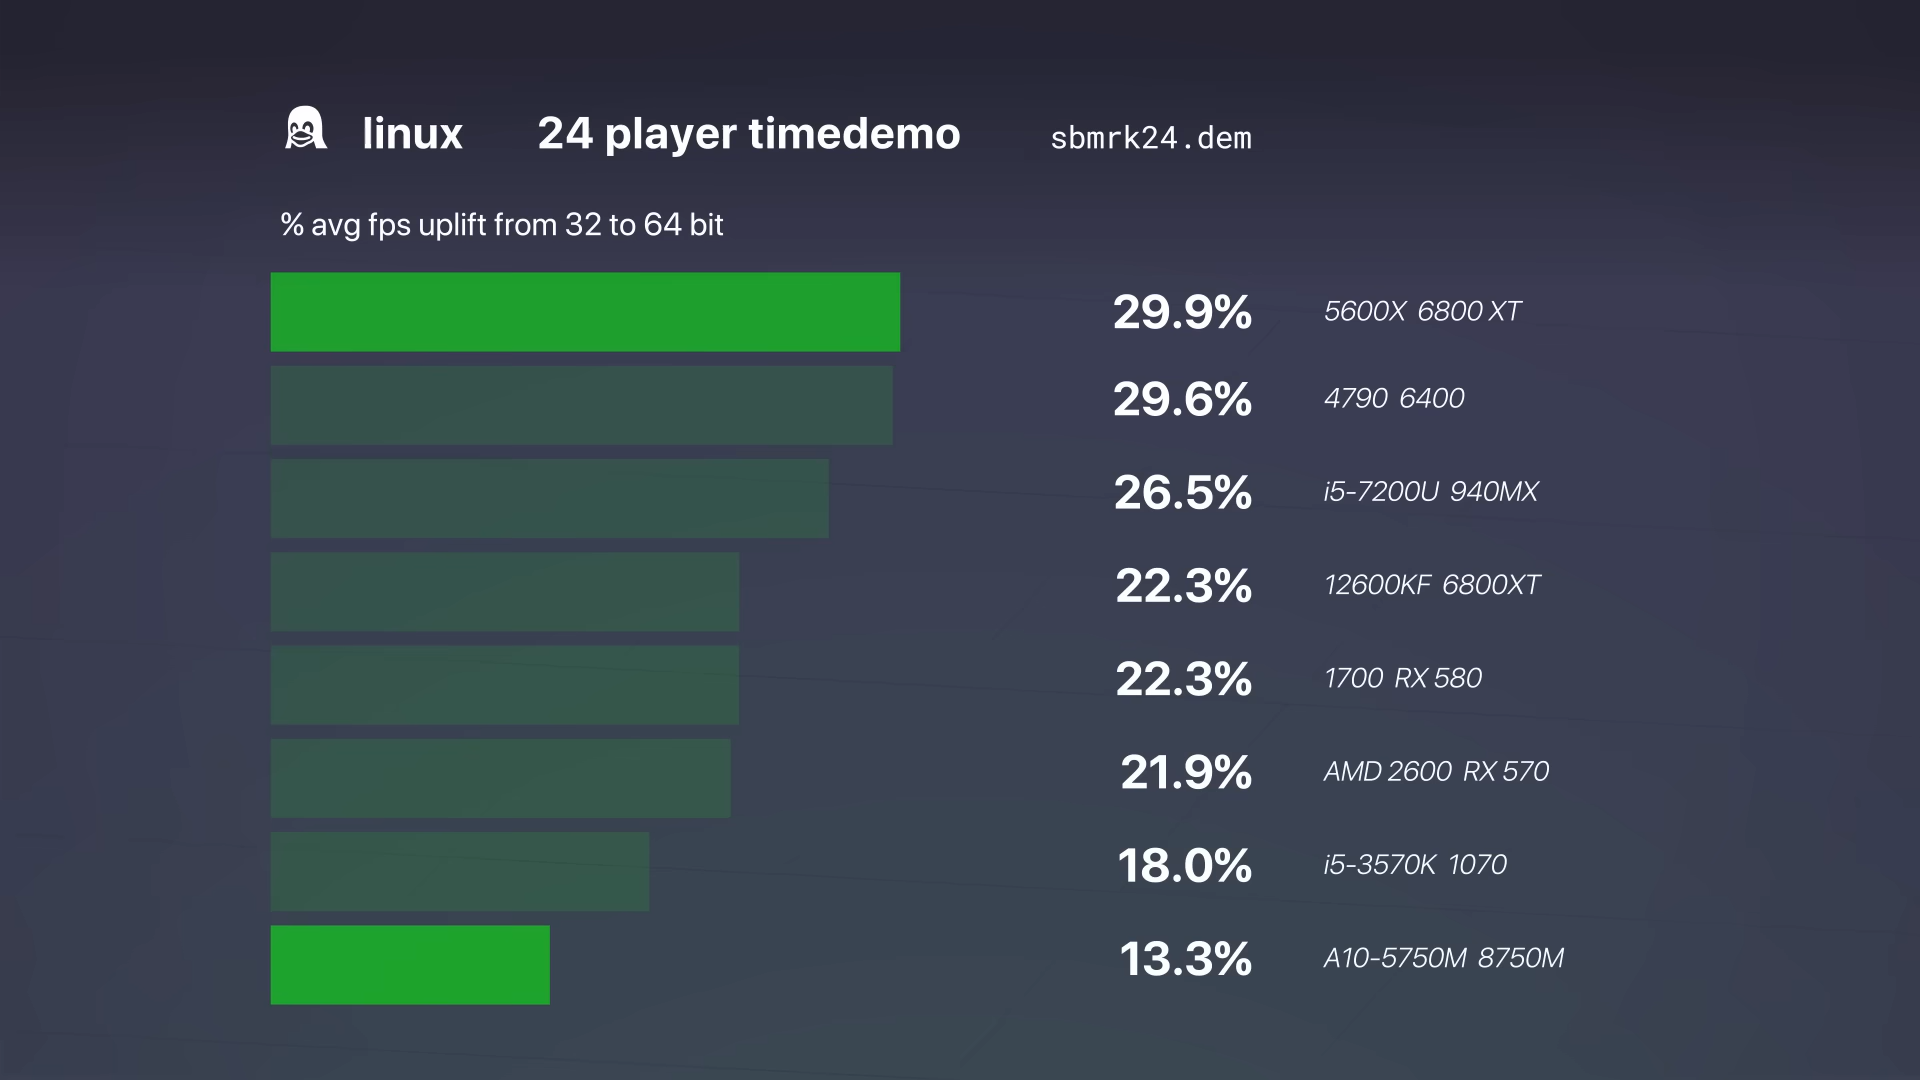 linux 24 player timedemo sbmrk24.dem
% avg fps uplift from 32 to 64 bit
29.9% 5600X 6800 XT
29.6% 4790 6400
26.5% i5-7200U 940MX
22.3% 12600KF 6800XT
22.3% 1700 RX 580
21.9% AMD 2600 RX 570
18.0% i5-3570K 1070
13.3% A10-5750M 8750M